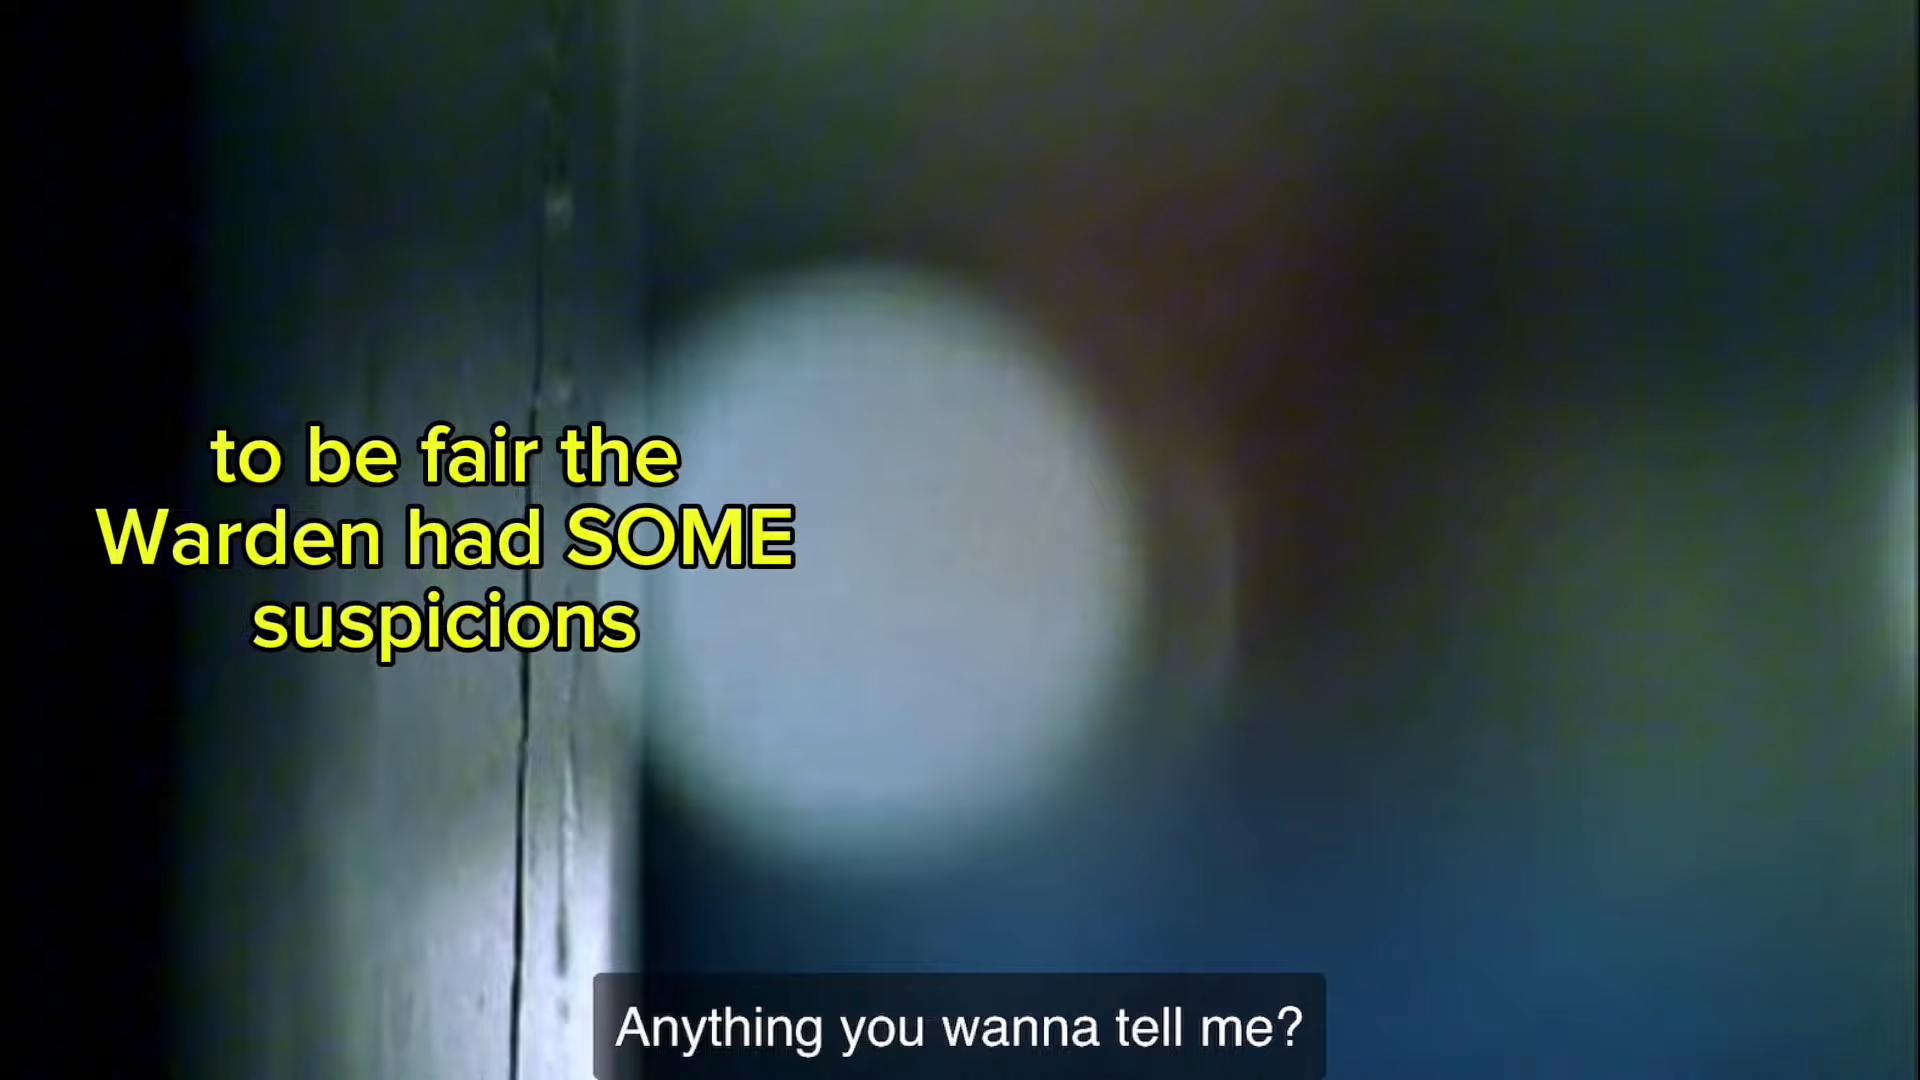 to be fair the
Warden had SOME
suspicions
Anything you wanna tell me?